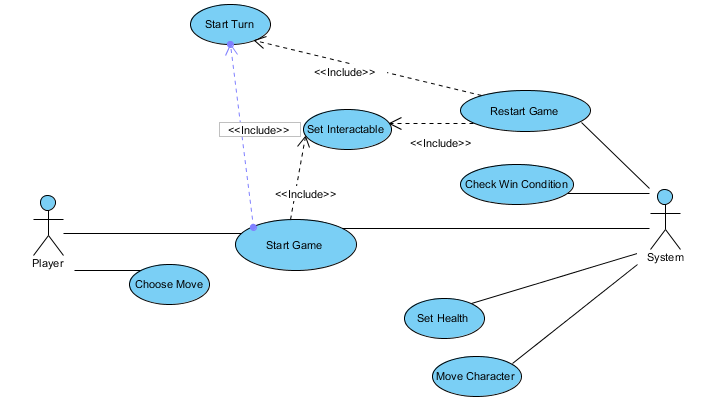 Start Turn
<<Include>>
Restart Game
<<Include>>
Set Interactable
<<Include>>
Check Win Condition
<<Include>>
Start Game
System
Player
Choose Move
Set Health
Move Character